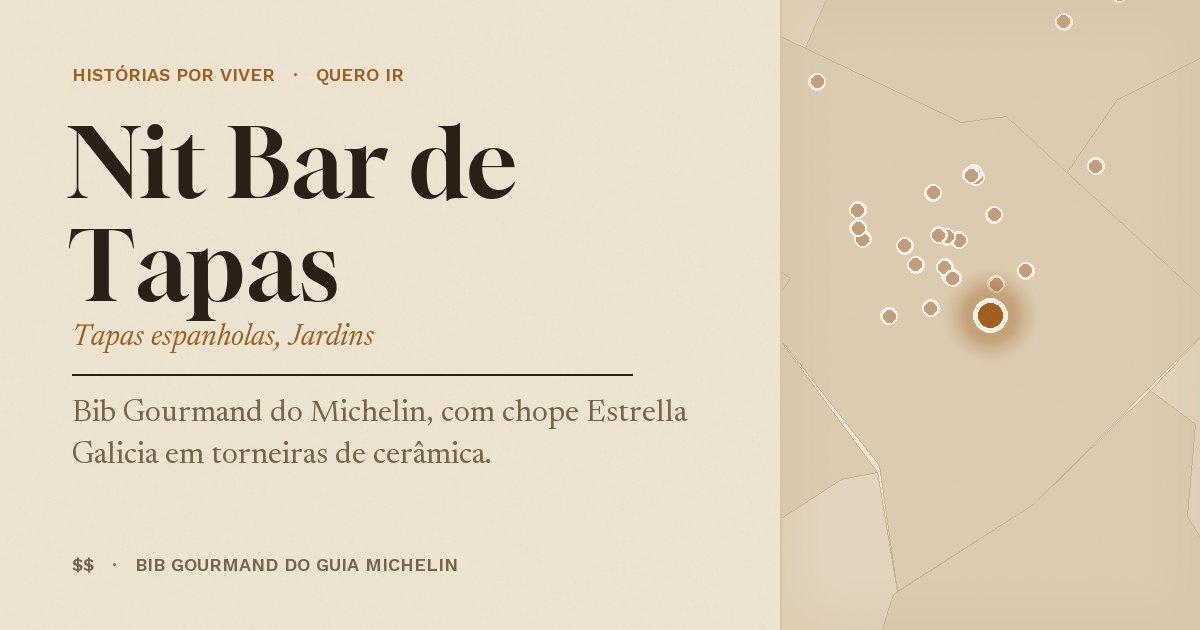 HISTÓRIAS POR VIVER · QUERO IR
Nit Bar de
Tapas
Tapas espanholas, Jardins
Bib Gourmand do Michelin, com chope Estrella
Galicia em torneiras de cerâmica.
$$ · BIB GOURMAND DO GUIA MICHELIN